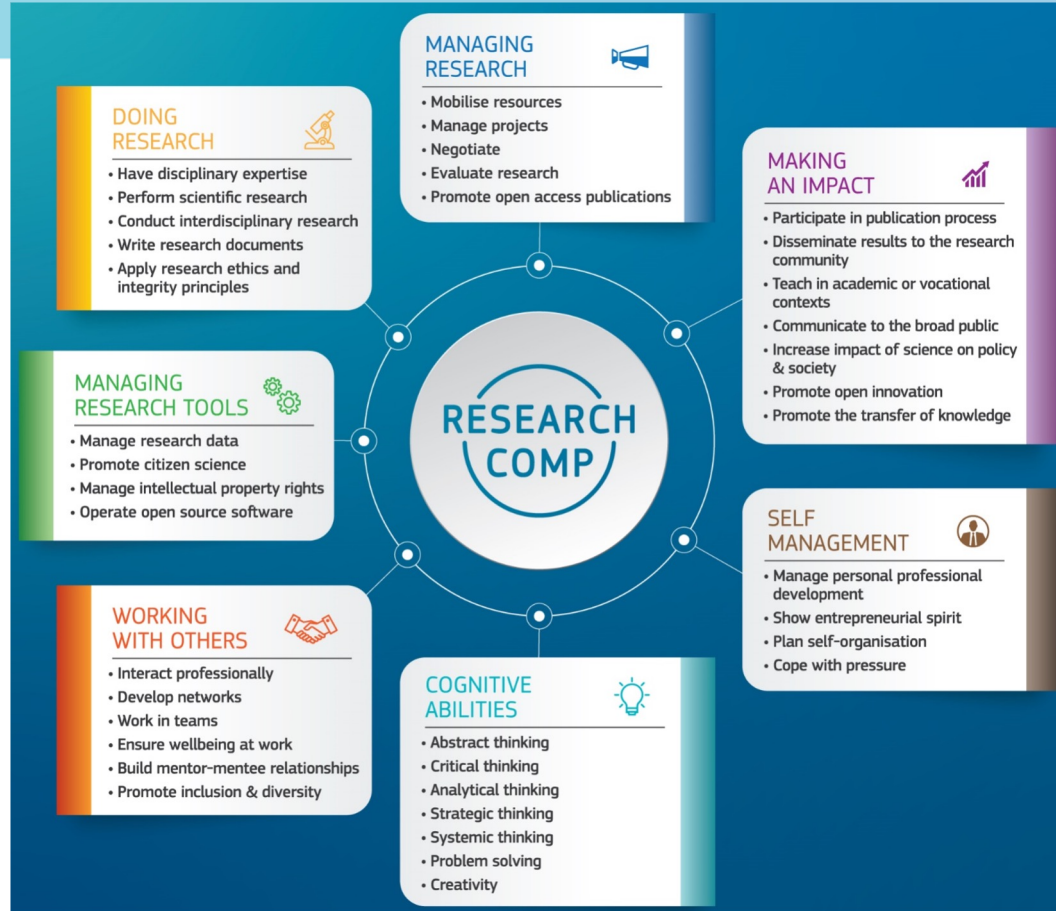 MANAGING
RESEARCH
• Mobilise resources
• Manage projects
• Negotiate
• Evaluate research
• Promote open access publications
DOING
RESEARCH
• Have disciplinary expertise
• Perform scientific research
• Conduct interdisciplinary research
• Write research documents
• Apply research ethics and
integrity principles
MAKING
AN IMPACT
• Participate in publication process
• Disseminate results to the research
community
• Teach in academic or vocational
contexts
• Communicate to the broad public
• Increase impact of science on policy
& society
• Promote open innovation
• Promote the transfer of knowledge
MANAGING
RESEARCH TOOLS
• Manage research data
• Promote citizen science
• Manage intellectual property rights
• Operate open source software
RESEARCH
COMP
SELF
MANAGEMENT
• Manage personal professional
development
• Show entrepreneurial spirit
• Plan self-organisation
• Cope with pressure
WORKING
WITH OTHERS
• Interact professionally
• Develop networks
• Work in teams
• Ensure wellbeing at work
• Build mentor-mentee relationships
• Promote inclusion & diversity
COGNITIVE
ABILITIES
• Abstract thinking
• Critical thinking
• Analytical thinking
• Strategic thinking
• Systemic thinking
• Problem solving
• Creativity